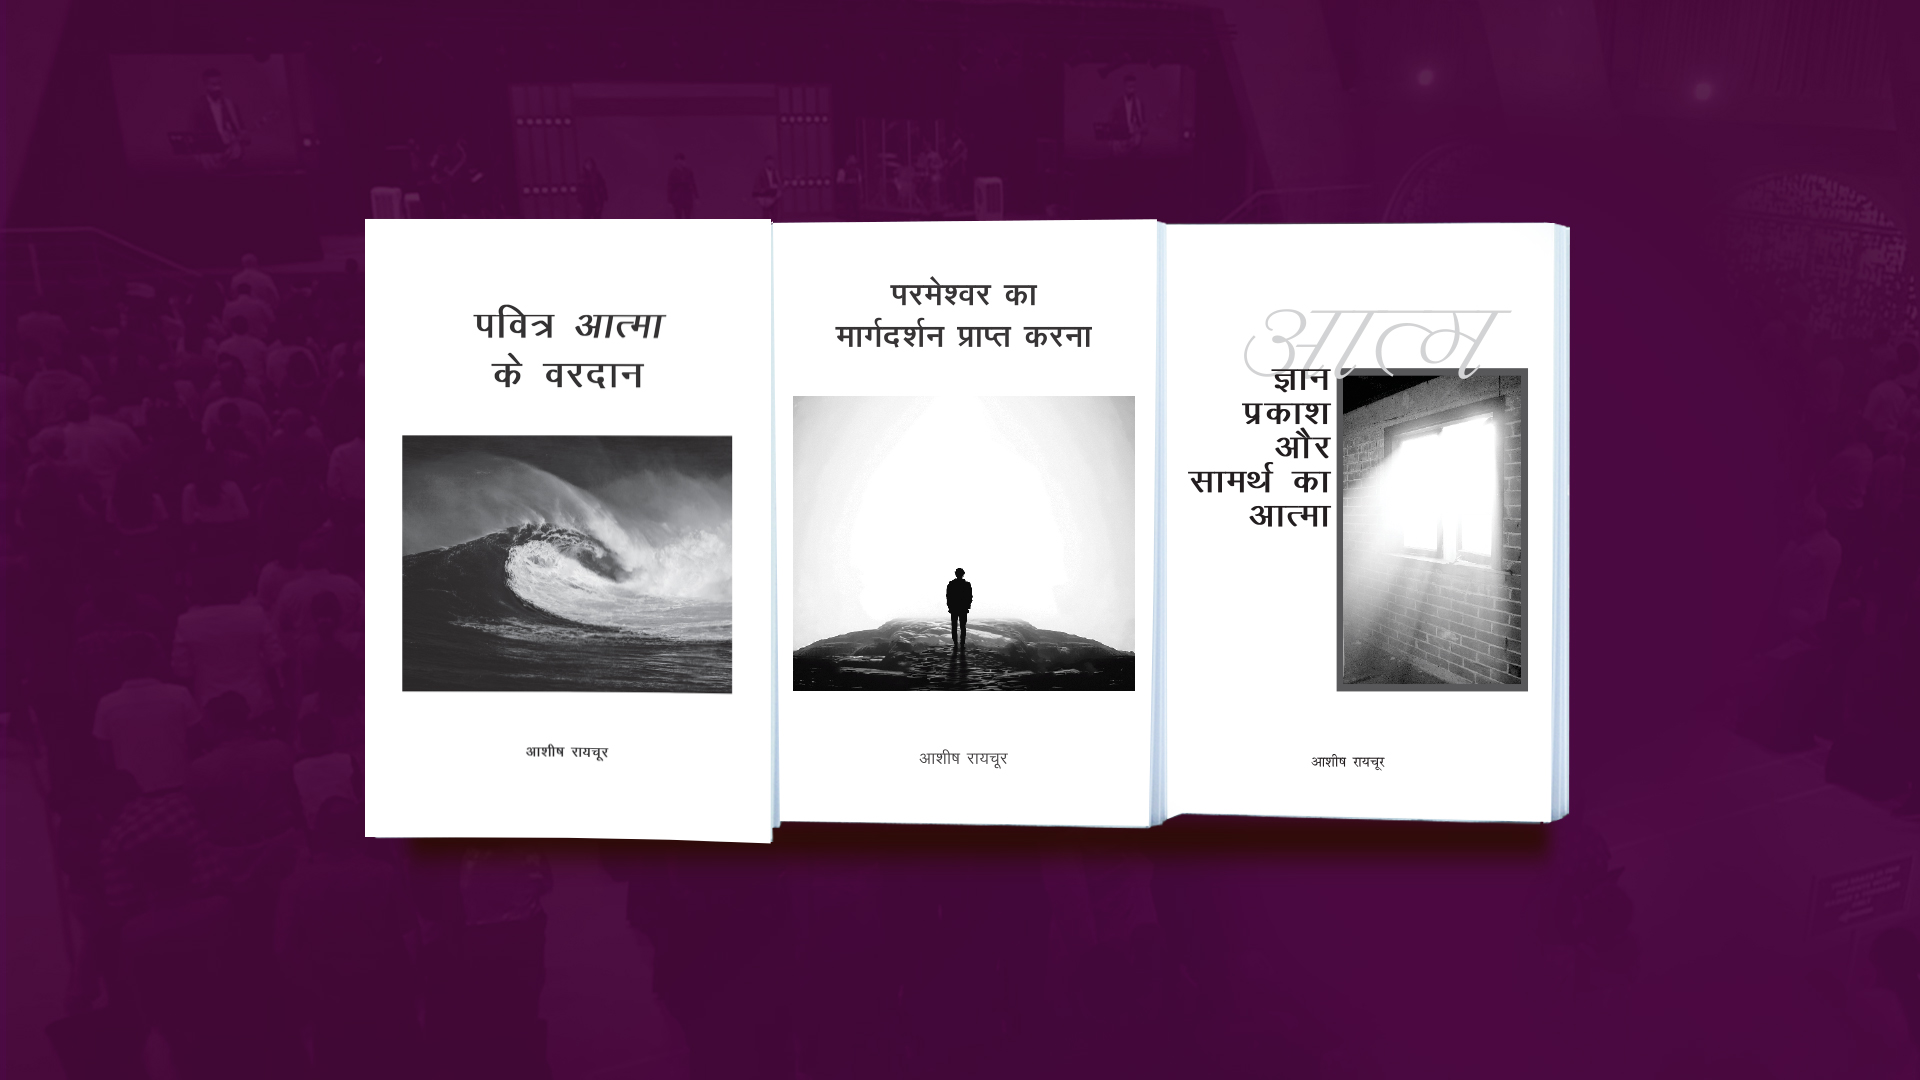 पवित्र आत्मा
के वरदान
आशीष रायचूर
परमेश्वर का
मार्गदर्शन प्राप्त करना
आशीष रायचूर
आत्म
ज्ञान
प्रकाश
और
सामर्थ का
आत्मा
आशीष रायचूर